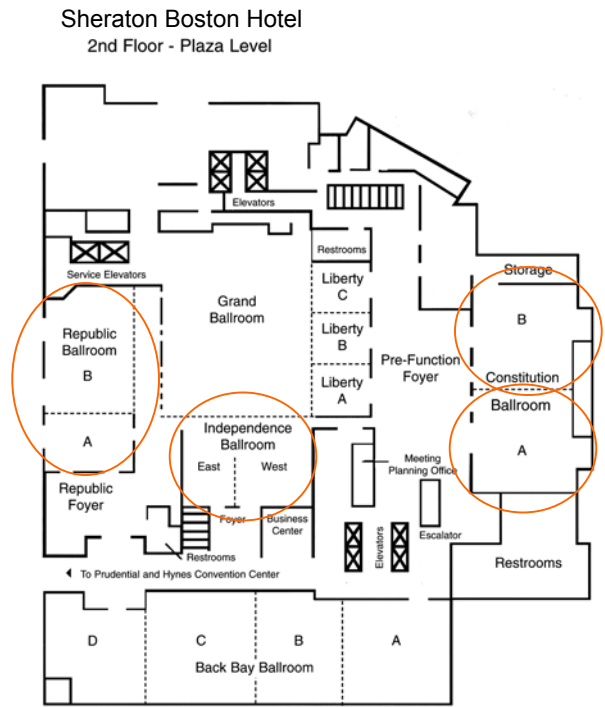 Sheraton Boston Hotel
2nd Floor - Plaza Level
Elevators
Restrooms
Service Elevators
Storage
Liberty
C
Grand
Ballroom
Republic
Ballroom
B
Liberty
B
B
Pre-Function
Foyer
Constitution
Ballroom
Liberty
A
A
Independence
Ballroom
East
West
A
Meeting
Planning Office
Republic
Foyer
Foyer
Business
Center
Elevators
Escalator
Restrooms
Restrooms
To Prudential and Hynes Convention Center
D
C
B
A
Back Bay Ballroom